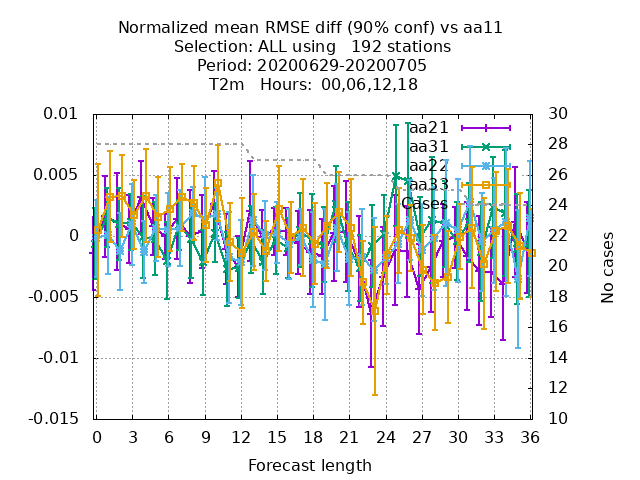 Normalized mean RMSE diff (90% conf) vs aa11
Selection: ALL using   192 stations
Period: 20200629-20200705
T2m   Hours:  00,06,12,18
0.01
0.005
0
-0.005
-0.01
-0.015
30
28
26
24
22
20
18
16
14
12
10
aa21
aa31
aa22
aa33
Cases
No cases
0 3 6 9 12 15 18 21 24 27 30 33 36
Forecast length